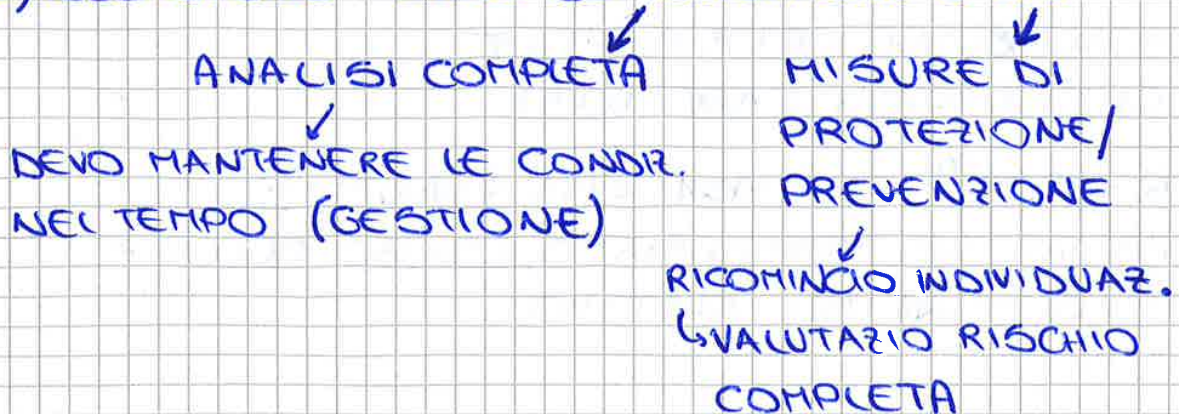 ANALISI COMPLETA
DEVO MANTENERE LE CONDIZ.
NEL TEMPO (GESTIONE)
MISURE DI
PROTEZIONE/
PREVENZIONE
RICOMINCIO INDIVIDUAZ.
↳VALUTAZIO RISCHIO
COMPLETA